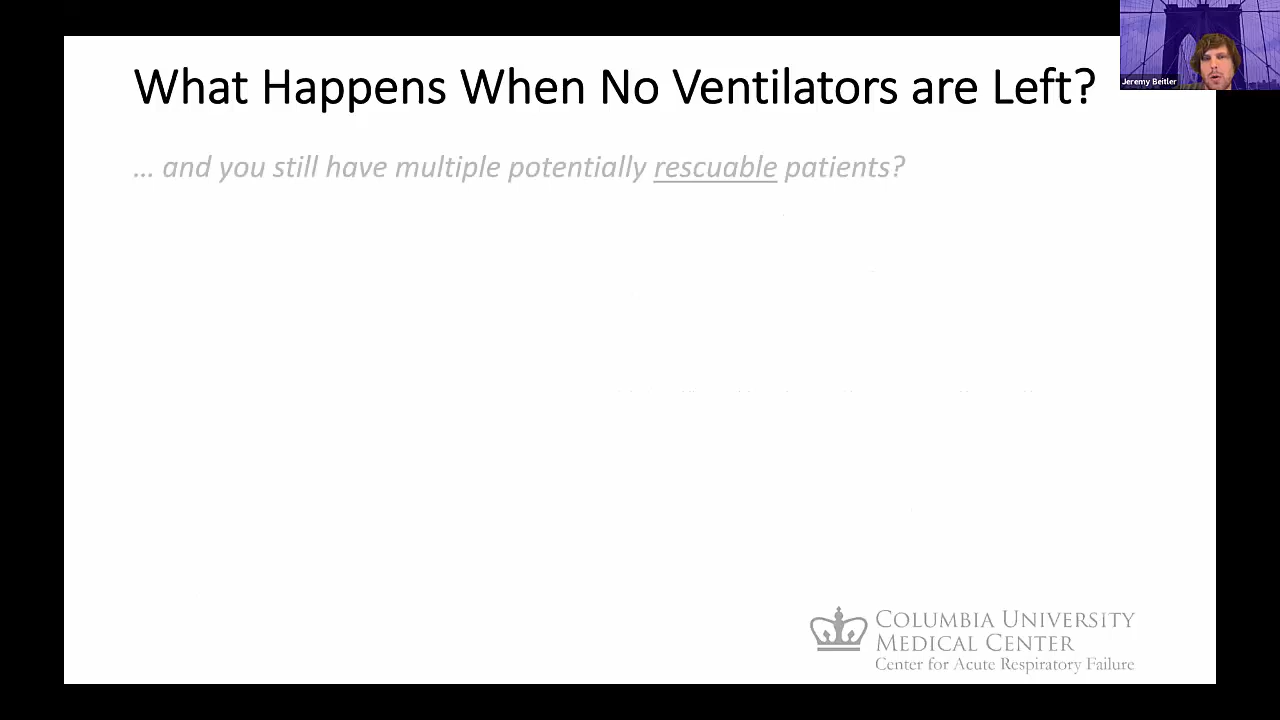 What Happens When No Ventilators are Left?
... and you still have multiple potentially rescuable patients?
Jeremy Beitler
COLUMBIA UNIVERSITY
MEDICAL CENTER
Center for Acute Respiratory Failure